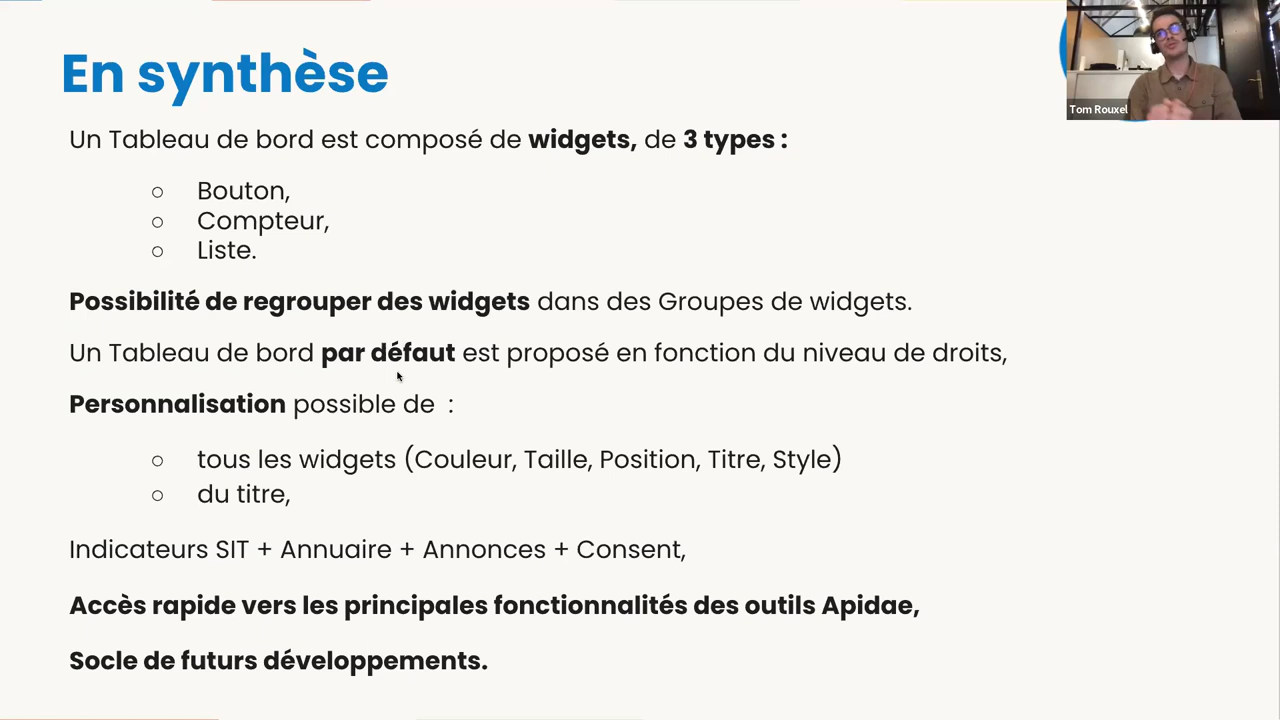 En synthèse
Tom Rouxel
Un Tableau de bord est composé de widgets, de 3 types :
○ Bouton,
○ Compteur,
○ Liste.
Possibilité de regrouper des widgets dans des Groupes de widgets.
Un Tableau de bord par défaut est proposé en fonction du niveau de droits,
Personnalisation possible de :
○ tous les widgets (Couleur, Taille, Position, Titre, Style)
○ du titre,
Indicateurs SIT + Annuaire + Annonces + Consent,
Accès rapide vers les principales fonctionnalités des outils Apidae,
Socle de futurs développements.